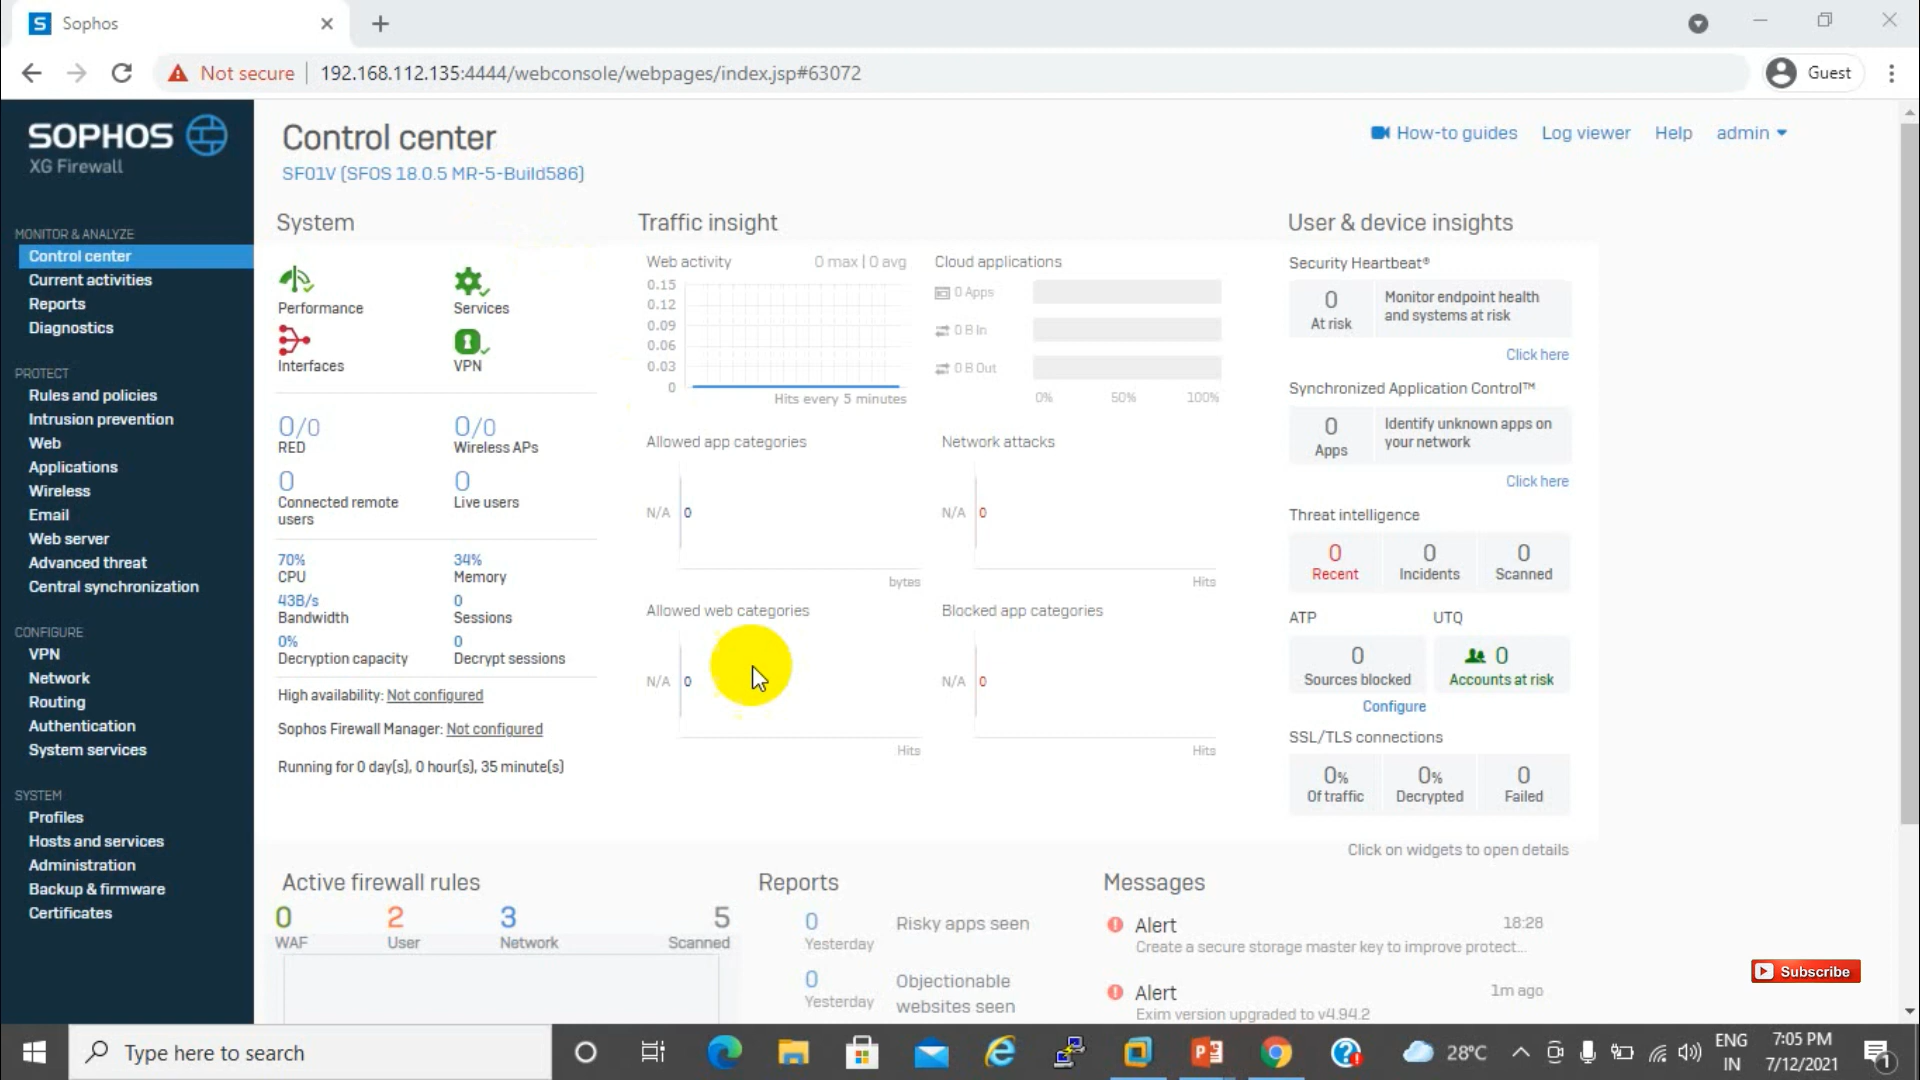 Sophos
Not secure
192.168.112.135:4444/webconsole/webpages/index.jsp#63072
Guest
SOPHOS
XG Firewall
MONITOR & ANALYZE
Control center
Current activities
Reports
Diagnostics
PROTECT
Rules and policies
Intrusion prevention
Web
Applications
Wireless
Email
Web server
Advanced threat
Central synchronization
CONFIGURE
VPN
Network
Routing
Authentication
System services
SYSTEM
Profiles
Hosts and services
Administration
Backup & firmware
Certificates
Control center
SF01V (SFOS 18.0.5 MR-5-Build586)
How-to guides
Log viewer
Help
admin
System
Performance
Services
Interfaces
VPN
0/0
RED
0/0
Wireless APs
0
Connected remote
users
0
Live users
70%
CPU
34%
Memory
43B/s
Bandwidth
0
Sessions
0%
Decryption capacity
0
Decrypt sessions
High availability: Not configured
Sophos Firewall Manager: Not configured
Running for 0 day(s), 0 hour(s), 35 minute(s)
Traffic insight
Web activity
0 max | 0 avg
0.15
0.12
0.09
0.06
0.03
0
Hits every 5 minutes
Cloud applications
0 Apps
0 B In
0 B Out
0%
50%
100%
Allowed app categories
N/A
0
bytes
Network attacks
N/A
0
Hits
Allowed web categories
N/A
0
Hits
Blocked app categories
N/A
0
Hits
User & device insights
Security Heartbeat®
0
At risk
Monitor endpoint health
and systems at risk
Click here
Synchronized Application Control™
0
Apps
Identify unknown apps on
your network
Click here
Threat intelligence
0
Recent
0
Incidents
0
Scanned
ATP
UTQ
0
Sources blocked
0
Accounts at risk
Configure
SSL/TLS connections
0%
Of traffic
0%
Decrypted
0
Failed
Click on widgets to open details
Active firewall rules
0
WAF
2
User
3
Network
5
Scanned
Reports
0
Yesterday
Risky apps seen
0
Yesterday
Objectionable
websites seen
Messages
Alert
18:28
Create a secure storage master key to improve protect...
Alert
1m ago
Exim version upgraded to v4.94.2
Subscribe
Type here to search
28°C
ENG
IN
7:05 PM
7/12/2021
1